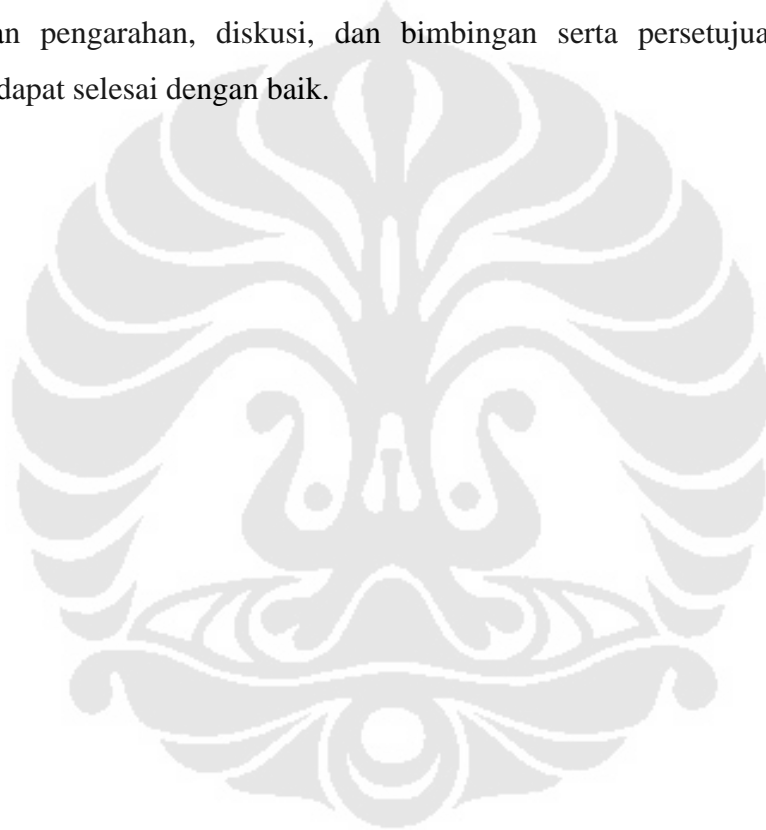 an pengarahan, diskusi, dan bimbingan serta persetujua
dapat selesai dengan baik.